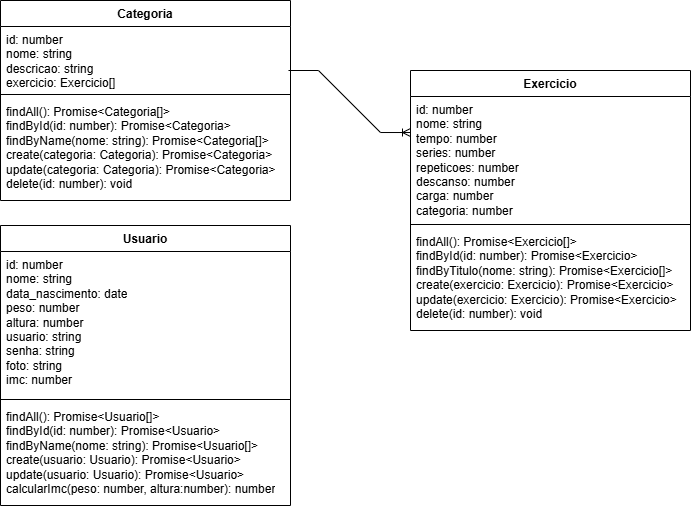 Categoria
id: number
nome: string
descricao: string
exercicio: Exercicio[]
findAll(): Promise<Categoria[]>
findById(id: number): Promise<Categoria>
findByName(nome: string): Promise<Categoria[]>
create(categoria: Categoria): Promise<Categoria>
update(categoria: Categoria): Promise<Categoria>
delete(id: number): void
Exercicio
id: number
nome: string
tempo: number
series: number
repeticoes: number
descanso: number
carga: number
categoria: number
findAll(): Promise<Exercicio[]>
findById(id: number): Promise<Exercicio>
findByTitulo(nome: string): Promise<Exercicio[]>
create(exercicio: Exercicio): Promise<Exercicio>
update(exercicio: Exercicio): Promise<Exercicio>
delete(id: number): void
Usuario
id: number
nome: string
data_nascimento: date
peso: number
altura: number
usuario: string
senha: string
foto: string
imc: number
findAll(): Promise<Usuario[]>
findById(id: number): Promise<Usuario>
findByName(nome: string): Promise<Usuario[]>
create(usuario: Usuario): Promise<Usuario>
update(usuario: Usuario): Promise<Usuario>
calcularImc(peso: number, altura:number): number